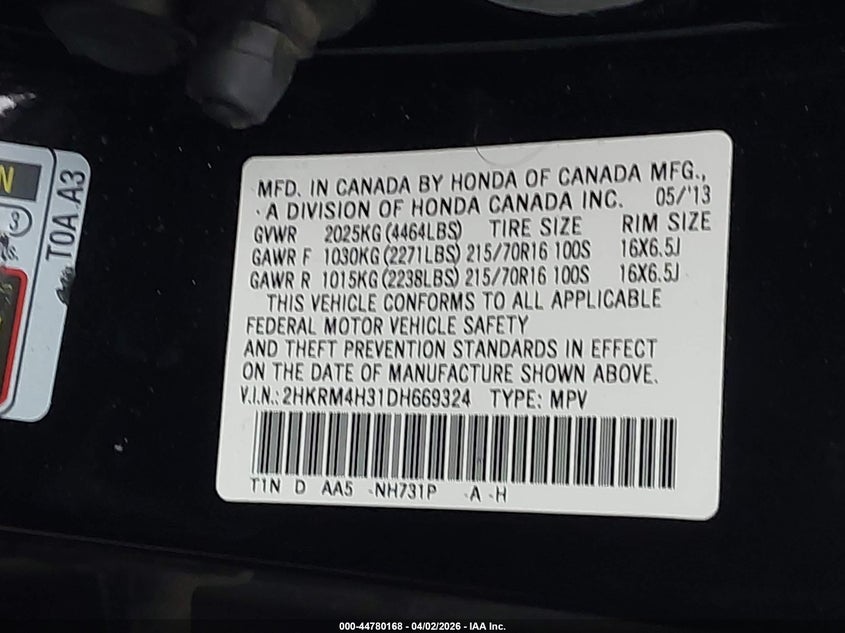 N
3
TOA A3
MFD. IN CANADA BY HONDA OF CANADA MFG.,
A DIVISION OF HONDA CANADA INC. 05/'13
GVWR 2025KG (4464LBS) TIRE SIZE RIM SIZE
GAWR F 1030KG (2271LBS) 215/70R16 100S 16X6.5J
GAWR R 1015KG (2238LBS) 215/70R16 100S 16X6.5J
THIS VEHICLE CONFORMS TO ALL APPLICABLE
FEDERAL MOTOR VEHICLE SAFETY
AND THEFT PREVENTION STANDARDS IN EFFECT
ON THE DATE OF MANUFACTURE SHOWN ABOVE.
V.I.N.: 2HKRM4H31DH669324 TYPE: MPV
T1N D AA5 -NH731P -A -H
000-44780168 - 04/02/2026 - IAA Inc.